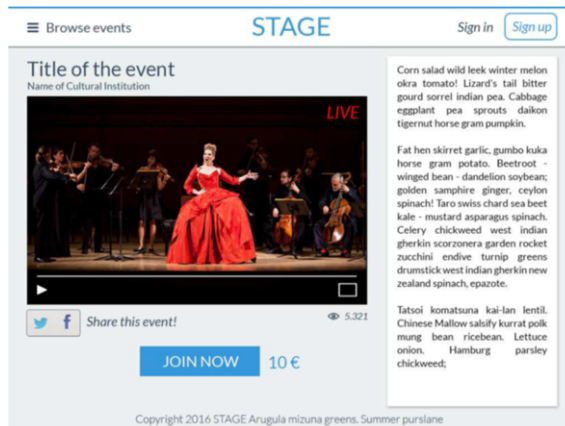 Browse events
STAGE
Sign in
Sign up
Title of the event
Name of Cultural Institution
LIVE
5.321
Share this event!
JOIN NOW
10 €
Corn salad wild leek winter melon
okra tomato! Lizard's tail bitter
gourd sorrel indian pea. Cabbage
eggplant pea sprouts daikon
tigernut horse gram pumpkin.
Fat hen skirret garlic, gumbo kuka
horse gram potato. Beetroot -
winged bean - dandelion soybean;
golden samphire ginger, ceylon
spinach! Taro swiss chard sea beet
kale - mustard asparagus spinach.
Celery chickweed west indian
gherkin scorzonera garden rocket
zucchini endive turnip greens
drumstick west indian gherkin new
zealand spinach, epazote.
Tatsoi komatsuna kai-lan lentil.
Chinese Mallow salsify kurrat polk
mung bean ricebean. Lettuce
onion. Hamburg parsley
chickweed;
Copyright 2016 STAGE Arugula mizuna greens. Summer purslane